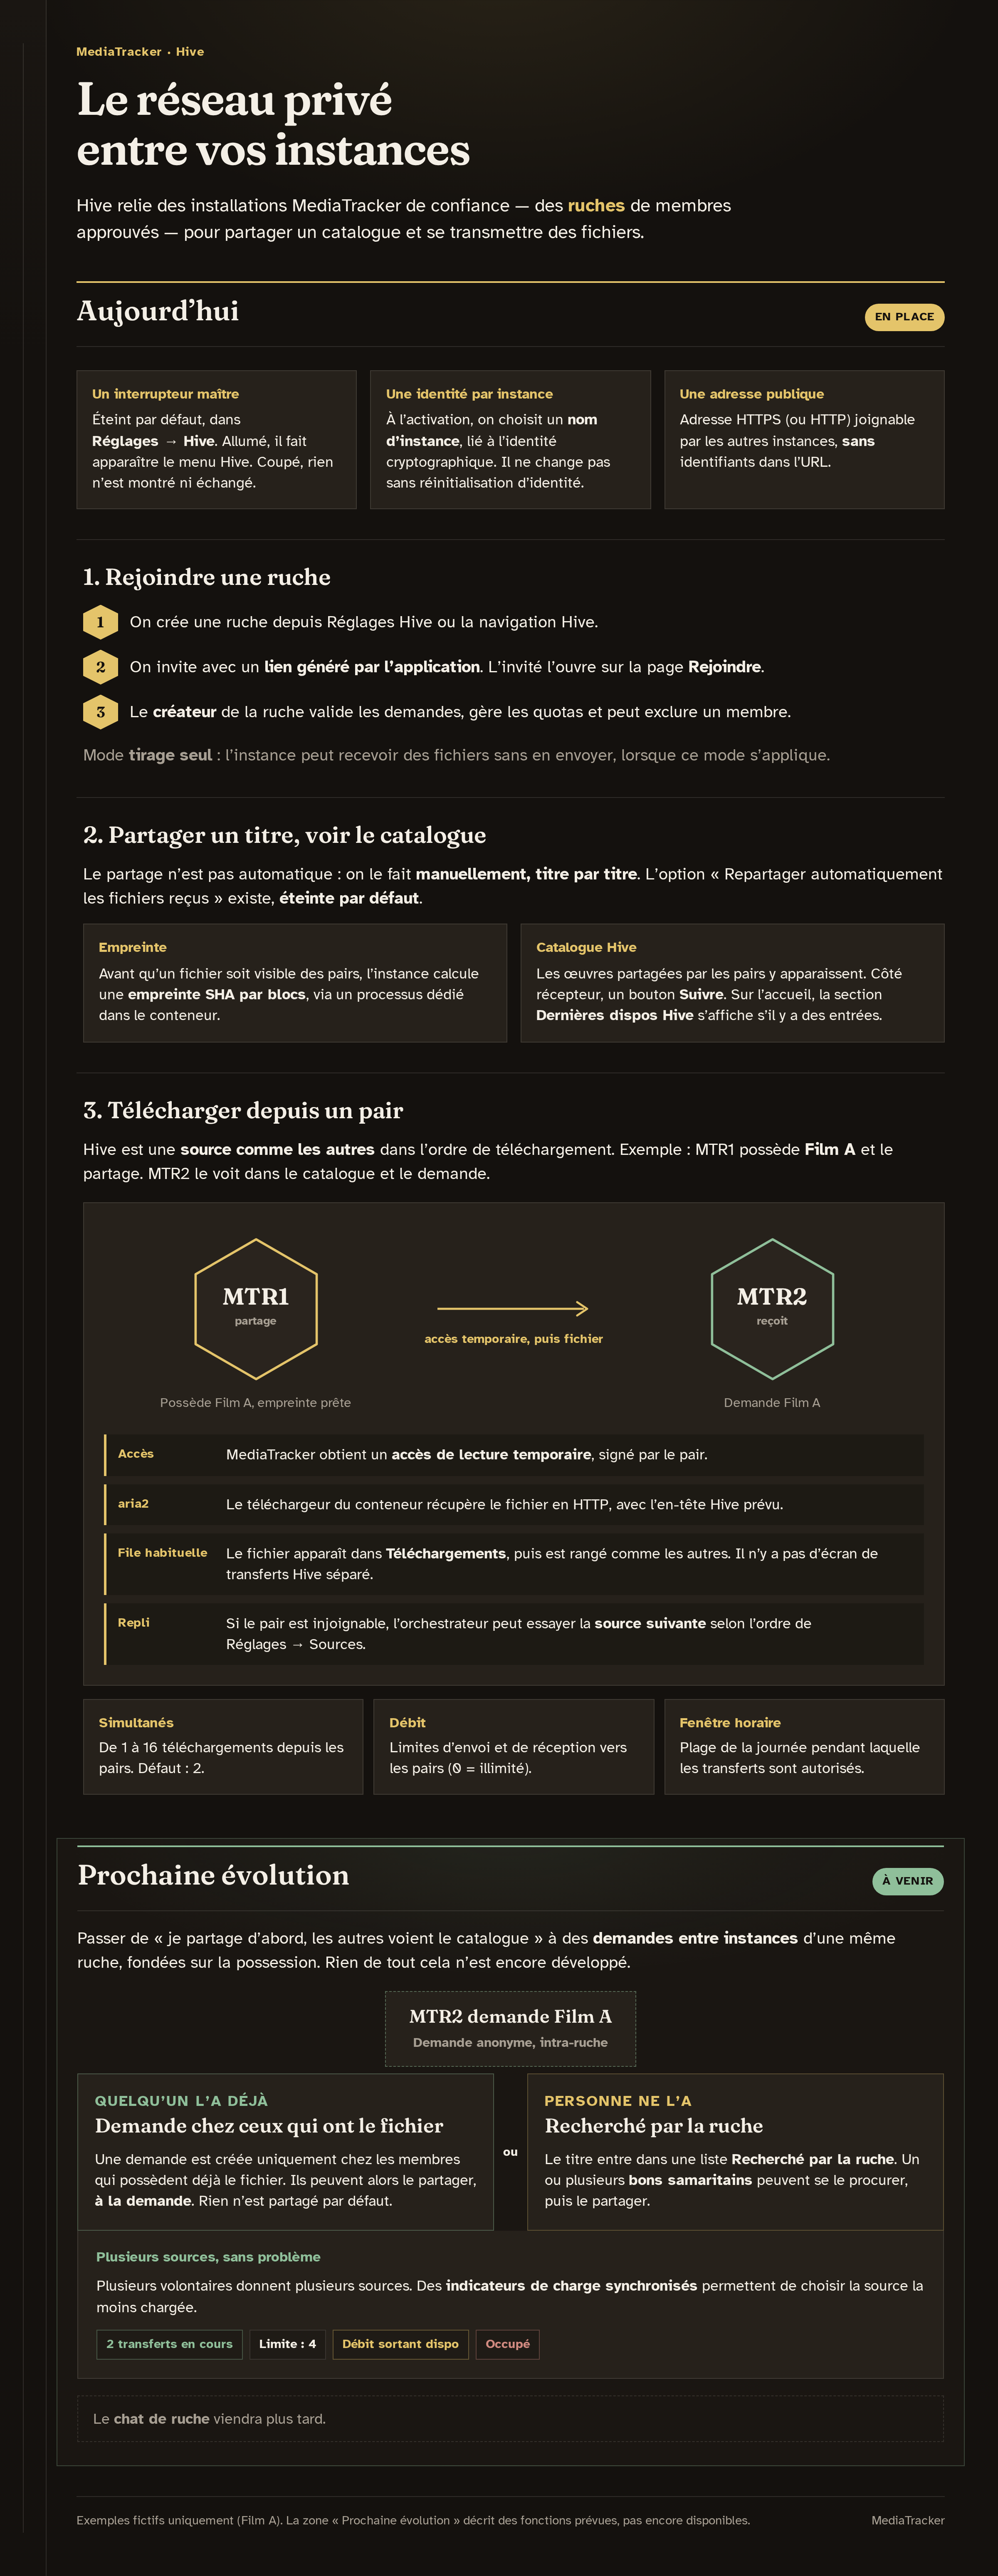 MediaTracker · Hive
Le réseau privé
entre vos instances
Hive relie des installations MediaTracker de confiance — des ruches de membres
approuvés — pour partager un catalogue et se transmettre des fichiers.
Aujourd’hui
EN PLACE
Un interrupteur maître
Éteint par défaut, dans
Réglages → Hive. Allumé, il fait
apparaître le menu Hive. Coupé, rien
n’est montré ni échangé.
Une identité par instance
À l’activation, on choisit un nom
d’instance, lié à l’identité
cryptographique. Il ne change pas
sans réinitialisation d’identité.
Une adresse publique
Adresse HTTPS (ou HTTP) joignable
par les autres instances, sans
identifiants dans l’URL.
1. Rejoindre une ruche
1 On crée une ruche depuis Réglages Hive ou la navigation Hive.
2 On invite avec un lien généré par l’application. L’invité l’ouvre sur la page Rejoindre.
3 Le créateur de la ruche valide les demandes, gère les quotas et peut exclure un membre.
Mode tirage seul : l’instance peut recevoir des fichiers sans en envoyer, lorsque ce mode s’applique.
2. Partager un titre, voir le catalogue
Le partage n’est pas automatique : on le fait manuellement, titre par titre. L’option « Repartager automatiquement
les fichiers reçus » existe, éteinte par défaut.
Empreinte
Avant qu’un fichier soit visible des pairs, l’instance calcule
une empreinte SHA par blocs, via un processus dédié
dans le conteneur.
Catalogue Hive
Les œuvres partagées par les pairs y apparaissent. Côté
récepteur, un bouton Suivre. Sur l’accueil, la section
Dernières dispos Hive s’affiche s’il y a des entrées.
3. Télécharger depuis un pair
Hive est une source comme les autres dans l’ordre de téléchargement. Exemple : MTR1 possède Film A et le
partage. MTR2 le voit dans le catalogue et le demande.
MTR1
partage
Possède Film A, empreinte prête
accès temporaire, puis fichier
MTR2
reçoit
Demande Film A
Accès
MediaTracker obtient un accès de lecture temporaire, signé par le pair.
aria2
Le téléchargeur du conteneur récupère le fichier en HTTP, avec l’en-tête Hive prévu.
File habituelle
Le fichier apparaît dans Téléchargements, puis est rangé comme les autres. Il n’y a pas d’écran de
transferts Hive séparé.
Repli
Si le pair est injoignable, l’orchestrateur peut essayer la source suivante selon l’ordre de
Réglages → Sources.
Simultanés
De 1 à 16 téléchargements depuis les
pairs. Défaut : 2.
Débit
Limites d’envoi et de réception vers
les pairs (0 = illimité).
Fenêtre horaire
Plage de la journée pendant laquelle
les transferts sont autorisés.
Prochaine évolution
À VENIR
Passer de « je partage d’abord, les autres voient le catalogue » à des demandes entre instances d’une même
ruche, fondées sur la possession. Rien de tout cela n’est encore développé.
MTR2 demande Film A
Demande anonyme, intra-ruche
QUELQU’UN L’A DÉJÀ
Demande chez ceux qui ont le fichier
Une demande est créée uniquement chez les membres
qui possèdent déjà le fichier. Ils peuvent alors le partager,
à la demande. Rien n’est partagé par défaut.
ou
PERSONNE NE L’A
Recherché par la ruche
Le titre entre dans une liste Recherché par la ruche. Un
ou plusieurs bons samaritains peuvent se le procurer,
puis le partager.
Plusieurs sources, sans problème
Plusieurs volontaires donnent plusieurs sources. Des indicateurs de charge synchronisés permettent de choisir la source la
moins chargée.
2 transferts en cours
Limite : 4
Débit sortant dispo
Occupé
Le chat de ruche viendra plus tard.
Exemples fictifs uniquement (Film A). La zone « Prochaine évolution » décrit des fonctions prévues, pas encore disponibles.
MediaTracker